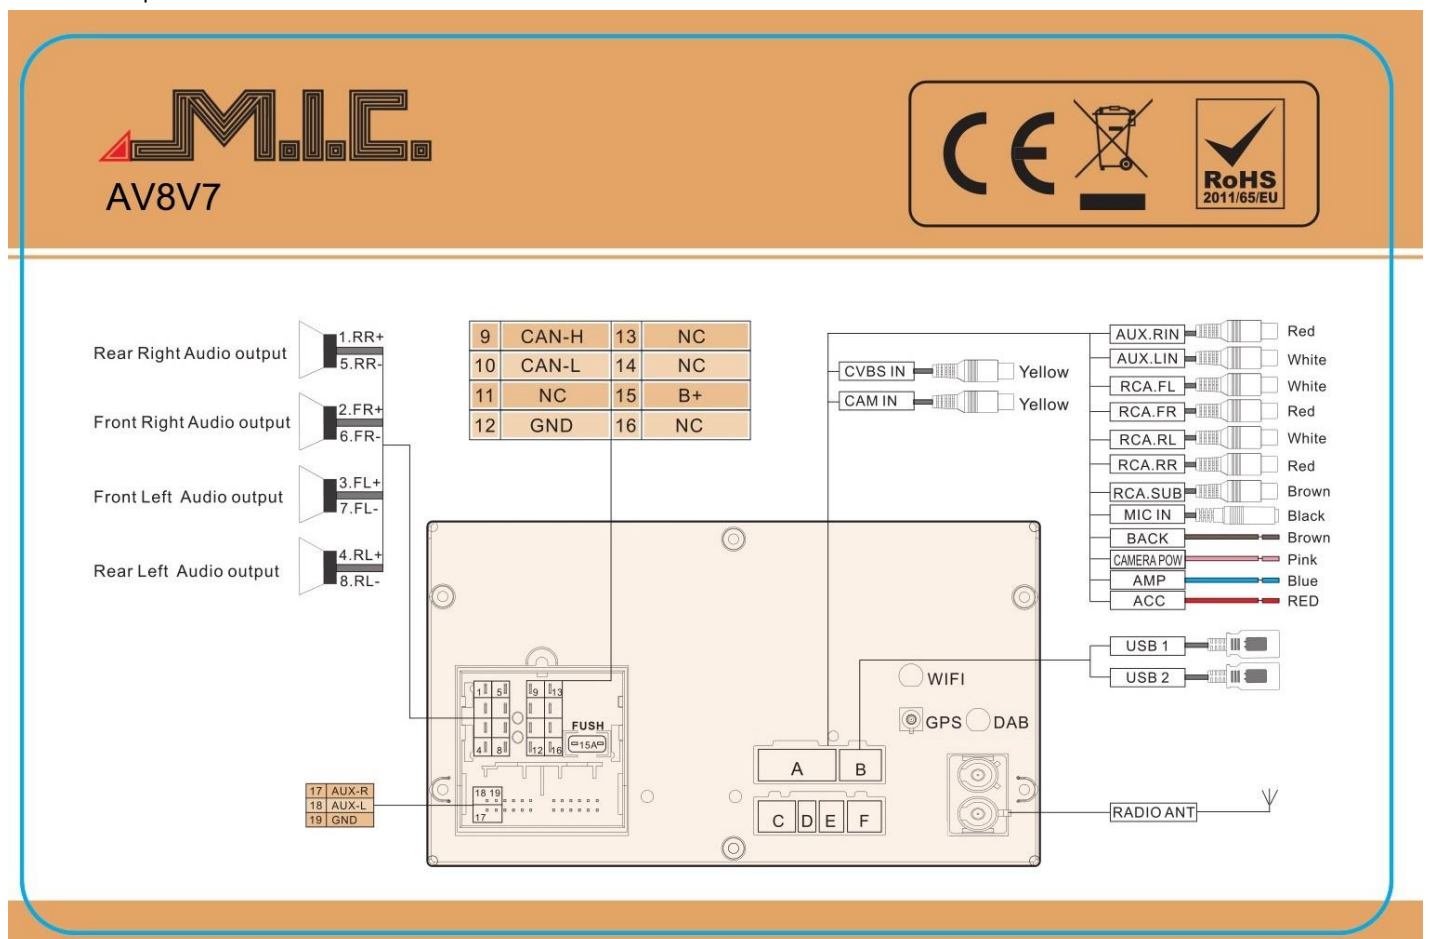 M.I.C.
AV8V7
CE
RoHS
2011/65/EU
Rear Right Audio output
1.RR+
5.RR-
Front Right Audio output
2.FR+
6.FR-
Front Left Audio output
3.FL+
7.FL-
Rear Left Audio output
4.RL+
8.RL-
9 CAN-H 13 NC
10 CAN-L 14 NC
11 NC 15 B+
12 GND 16 NC
CVBS IN Yellow
CAM IN Yellow
AUX.RIN Red
AUX.LIN White
RCA.FL White
RCA.FR Red
RCA.RL White
RCA.RR Red
RCA.SUB Brown
MIC IN Black
BACK Brown
CAMERA POW Pink
AMP Blue
ACC RED
USB 1
USB 2
WIFI
GPS DAB
1 5 9 13
FUSH
15A
4 8 12 16
A B
C D E F
17 AUX-R
18 AUX-L
19 GND
18 19
17
RADIO ANT